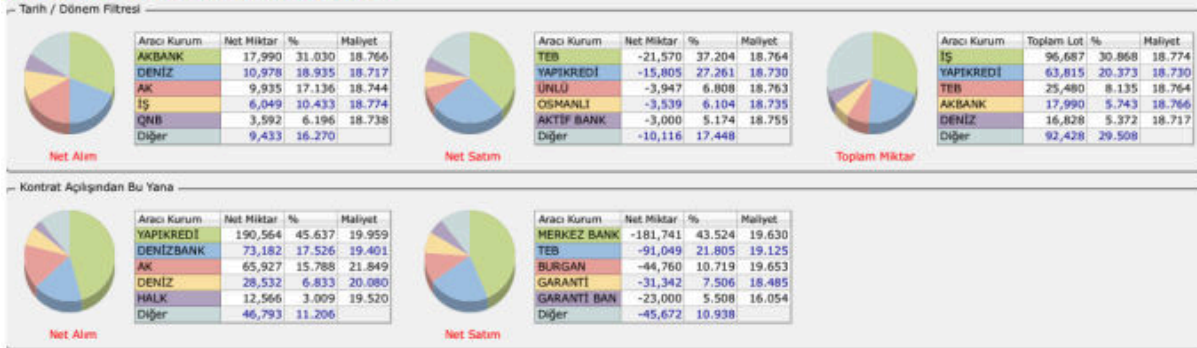 Tarih / Dönem Filtresi
Aracı Kurum Net Miktar % Maliyet
AKBANK 17,990 31.030 18.766
DENİZ 10,978 18.935 18.717
AK 9,935 17.136 18.744
İŞ 6,049 10.433 18.774
QNB 3,592 6.196 18.738
Diğer 9,433 16.270
Net Alım
Aracı Kurum Net Miktar % Maliyet
TEB -21,570 37.204 18.764
YAPIKREDİ -15,805 27.261 18.730
ÜNLÜ -3,947 6.808 18.763
OSMANLI -3,539 6.104 18.735
AKTİF BANK -3,000 5.174 18.755
Diğer -10,116 17.448
Net Satım
Aracı Kurum Toplam Lot % Maliyet
İŞ 96,687 30.868 18.774
YAPIKREDİ 63,815 20.373 18.730
TEB 25,480 8.135 18.764
AKBANK 17,990 5.743 18.766
DENİZ 16,828 5.372 18.717
Diğer 92,428 29.508
Toplam Miktar
Kontrat Açılışından Bu Yana
Aracı Kurum Net Miktar % Maliyet
YAPIKREDİ 190,564 45.637 19.959
DENİZBANK 73,182 17.526 19.401
AK 65,927 15.788 21.849
DENİZ 28,532 6.833 20.080
HALK 12,566 3.009 19.520
Diğer 46,793 11.206
Net Alım
Aracı Kurum Net Miktar % Maliyet
MERKEZ BANK -181,741 43.524 19.630
TEB -91,049 21.805 19.125
BURGAN -44,760 10.719 19.653
GARANTİ -31,342 7.506 18.485
GARANTİ BAN -23,000 5.508 16.054
Diğer -45,672 10.938
Net Satım